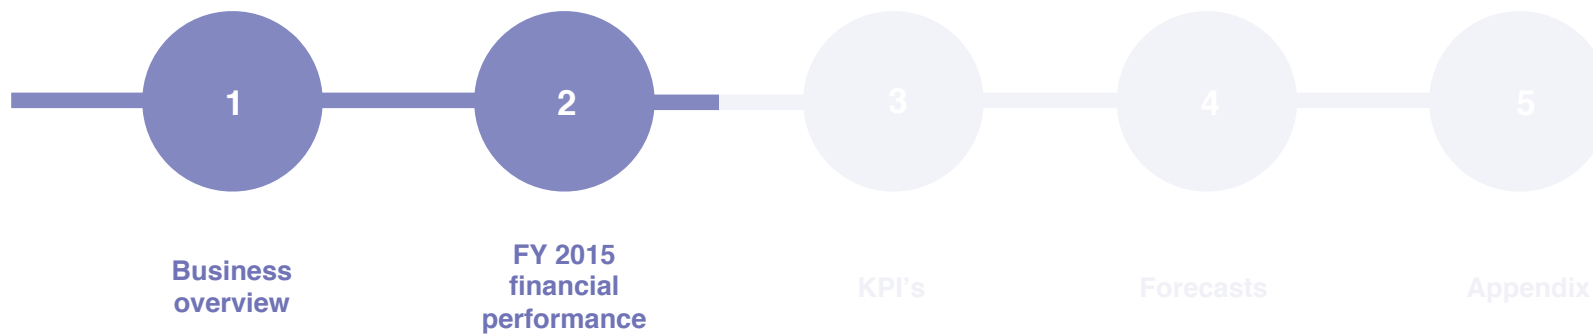 1
2
3
4
5
Business
overview
FY 2015
financial
performance
KPI's
Forecasts
Appendix